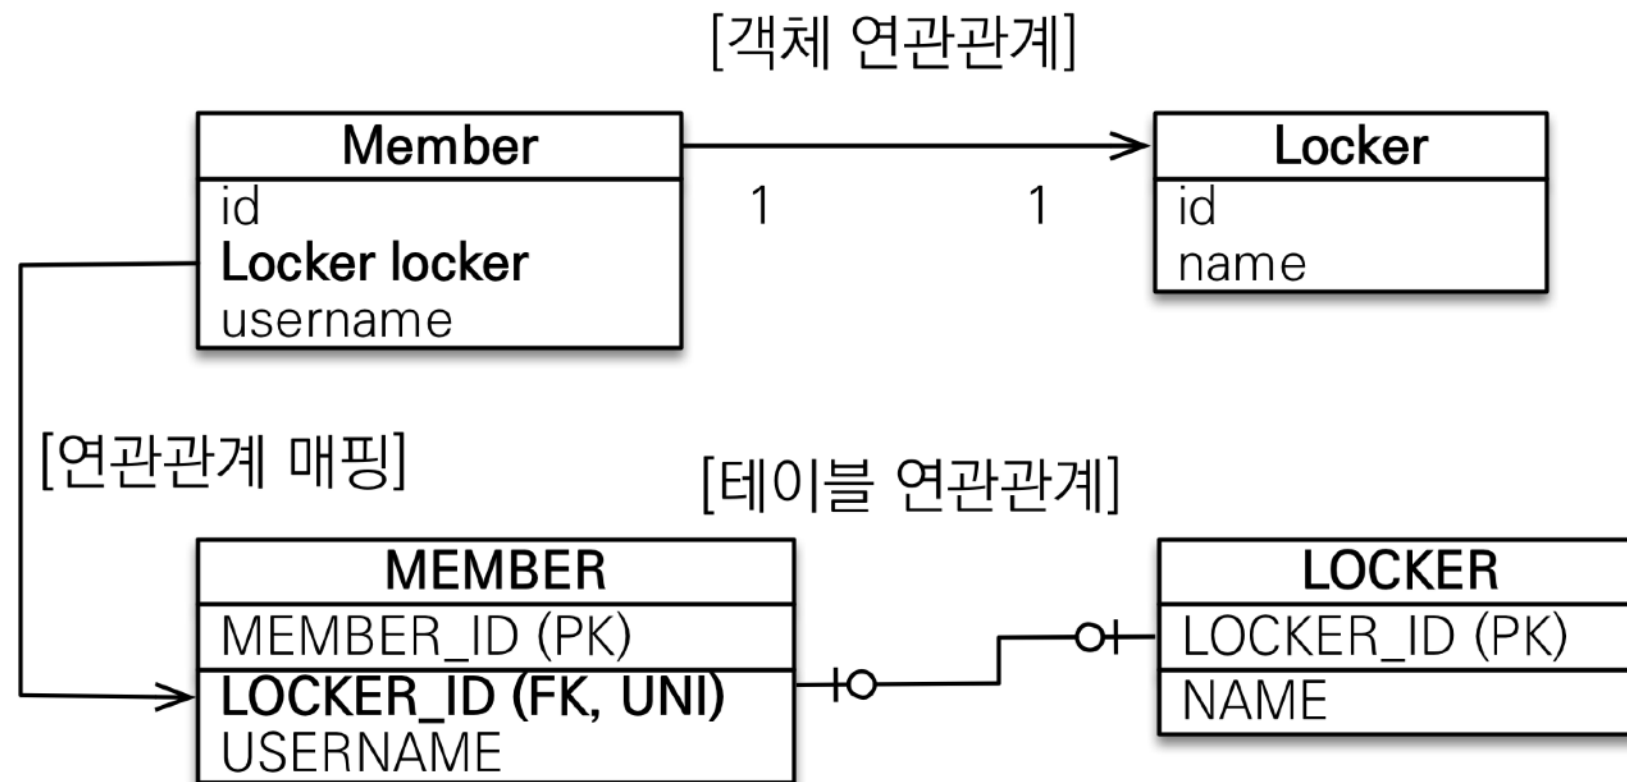 [객체 연관관계]
Member
id
Locker locker
username
1
1
Locker
id
name
[연관관계 매핑]
[테이블 연관관계]
MEMBER
MEMBER_ID (PK)
LOCKER_ID (FK, UNI)
USERNAME
LOCKER
LOCKER_ID (PK)
NAME